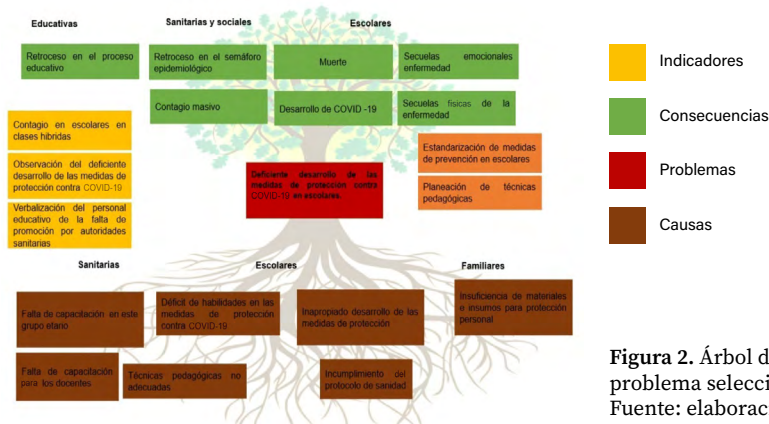 Educativas
Sanitarias y sociales
Escolares
Retroceso en el proceso
educativo
Retroceso en el semáforo
epidemiológico
Muerte
Secuelas emocionales
enfermedad
Contagio masivo
Desarrollo de COVID -19
Secuelas físicas de la
enfermedad
Contagio en escolares en
clases hibridas
Observación del deficiente
desarrollo de las medidas de
protección contra COVID-19
Verbalización del personal
educativo de la falta de
promoción por autoridades
sanitarias
Deficiente desarrollo de las
medidas de protección contra
COVID-19 en escolares.
Estandarización de medidas
de prevención en escolares
Planeación de técnicas
pedagógicas
Sanitarias
Escolares
Familiares
Falta de capacitación en este
grupo etario
Déficit de habilidades en las
medidas de protección
contra COVID-19
Inapropiado desarrollo de las
medidas de protección
Insuficiencia de materiales
e insumos para protección
personal
Falta de capacitación
para los docentes
Técnicas pedagógicas no
adecuadas
Incumplimiento del
protocolo de sanidad
Indicadores
Consecuencias
Problemas
Causas
Figura 2. Árbol d
problema selecci
Fuente: elaborac